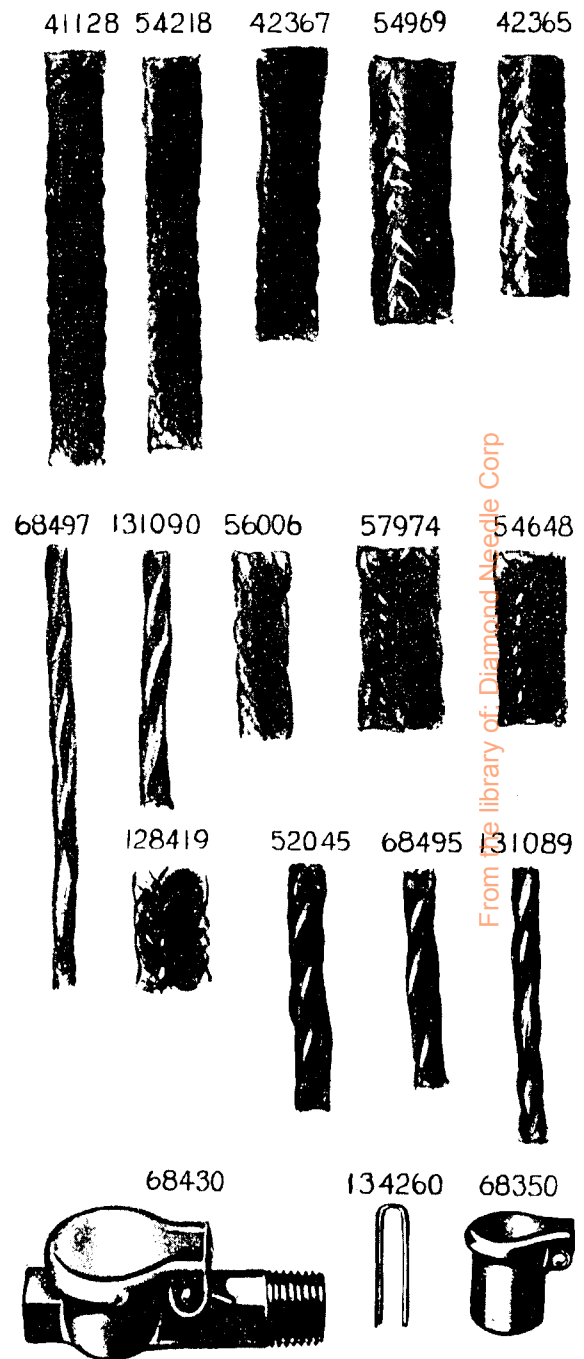 41128 54218 42367 54969 42365
68497 131090 56006 57974 54648
128419 52045 68495 131089
68430 134260 68350
From the library of: Diamond Needle Corp